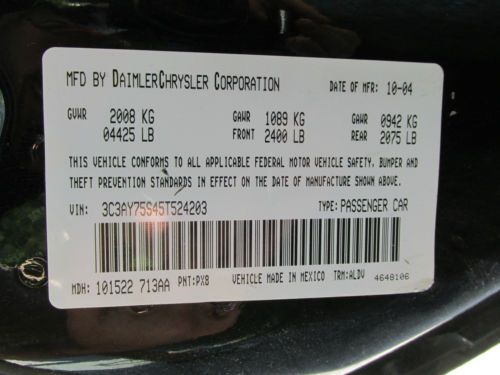 MFD BY DAIMLERCHRYSLER CORPORATION DATE OF MFR: 10-04
GVWR 2008 KG GAWR 1089 KG GAWR 0942 KG
04425 LB FRONT 2400 LB REAR 2075 LB
THIS VEHICLE CONFORMS TO ALL APPLICABLE FEDERAL MOTOR VEHICLE SAFETY, BUMPER AND
THEFT PREVENTION STANDARDS IN EFFECT ON THE DATE OF MANUFACTURE SHOWN ABOVE.
VIN: 3C3AY75S45T524203 TYPE: PASSENGER CAR
MDH: 101522 713AA PNT:PX8 VEHICLE MADE IN MEXICO TRM:ALDV 4648106